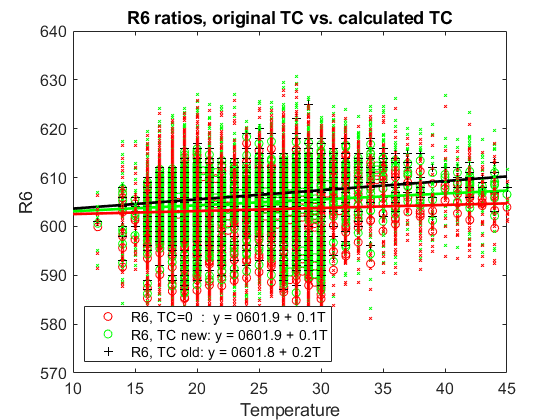 R6 ratios, original TC vs. calculated TC
640
630
620
610
600
590
580
570
R6
R6, TC=0 : y = 0601.9 + 0.1T
R6, TC new: y = 0601.9 + 0.1T
R6, TC old: y = 0601.8 + 0.2T
10 15 20 25 30 35 40 45
Temperature